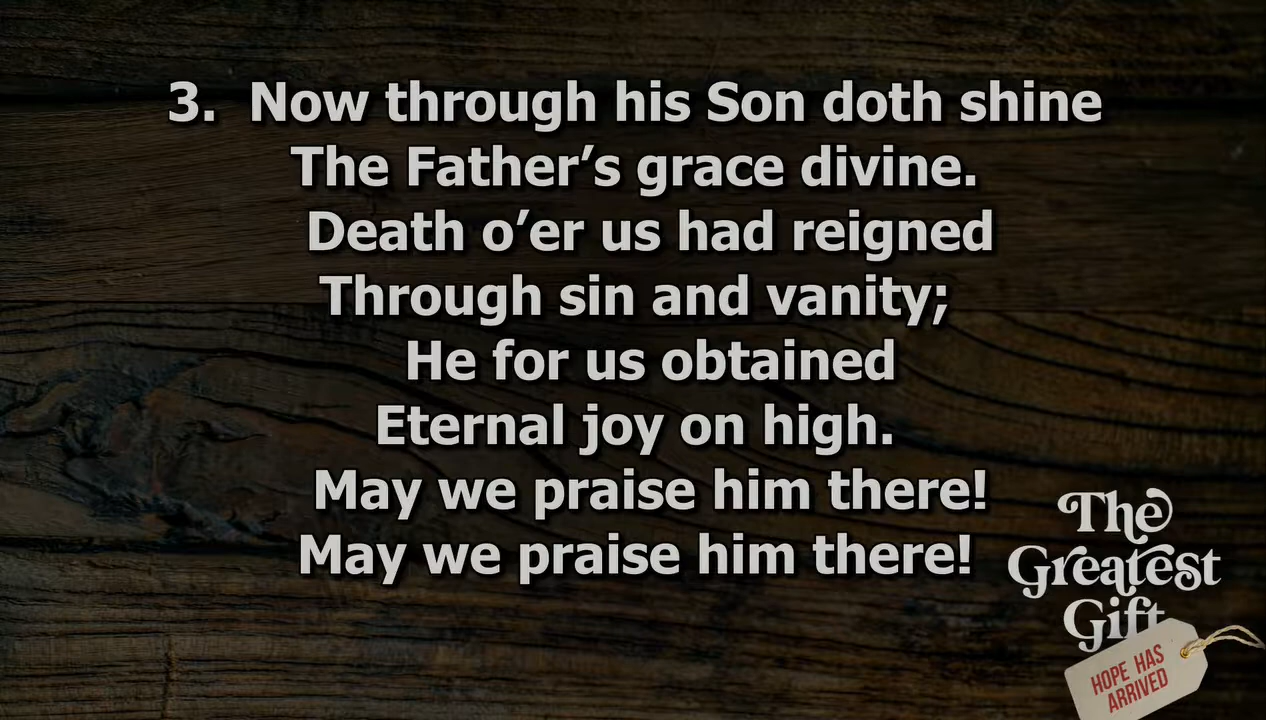 3. Now through his Son doth shine
The Father’s grace divine.
Death o’er us had reigned
Through sin and vanity;
He for us obtained
Eternal joy on high.
May we praise him there!
May we praise him there!
The
Greatest
Gift
HOPE HAS
ARRIVED